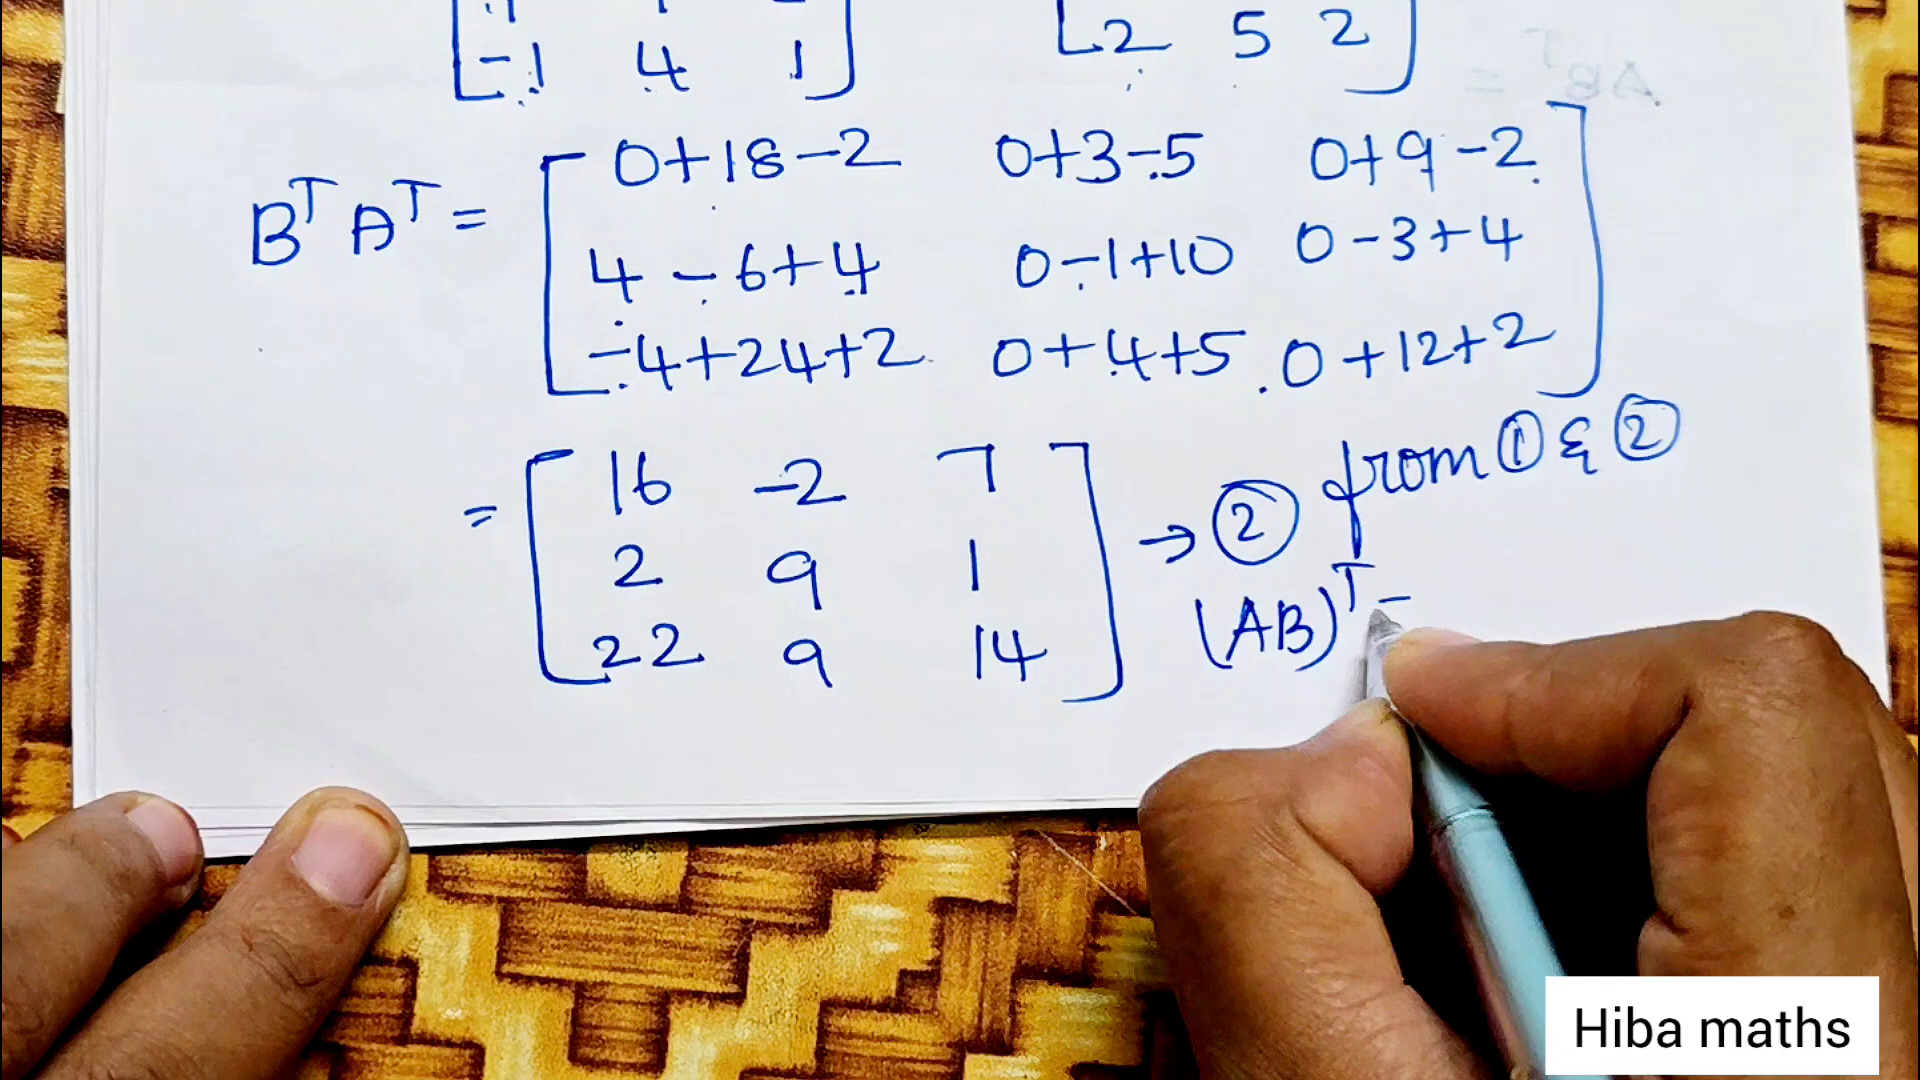 -1 4 1 2 5 2
BᵀAᵀ = [ 0+18-2 0+3-5 0+9-2
4-6+4 0-1+10 0-3+4
-4+24+2 0+4+5 0+12+2 ]
= [ 16 -2 7
2 9 1
22 9 14 ] → ② from ① & ②
(AB)ᵀ -
Hiba maths